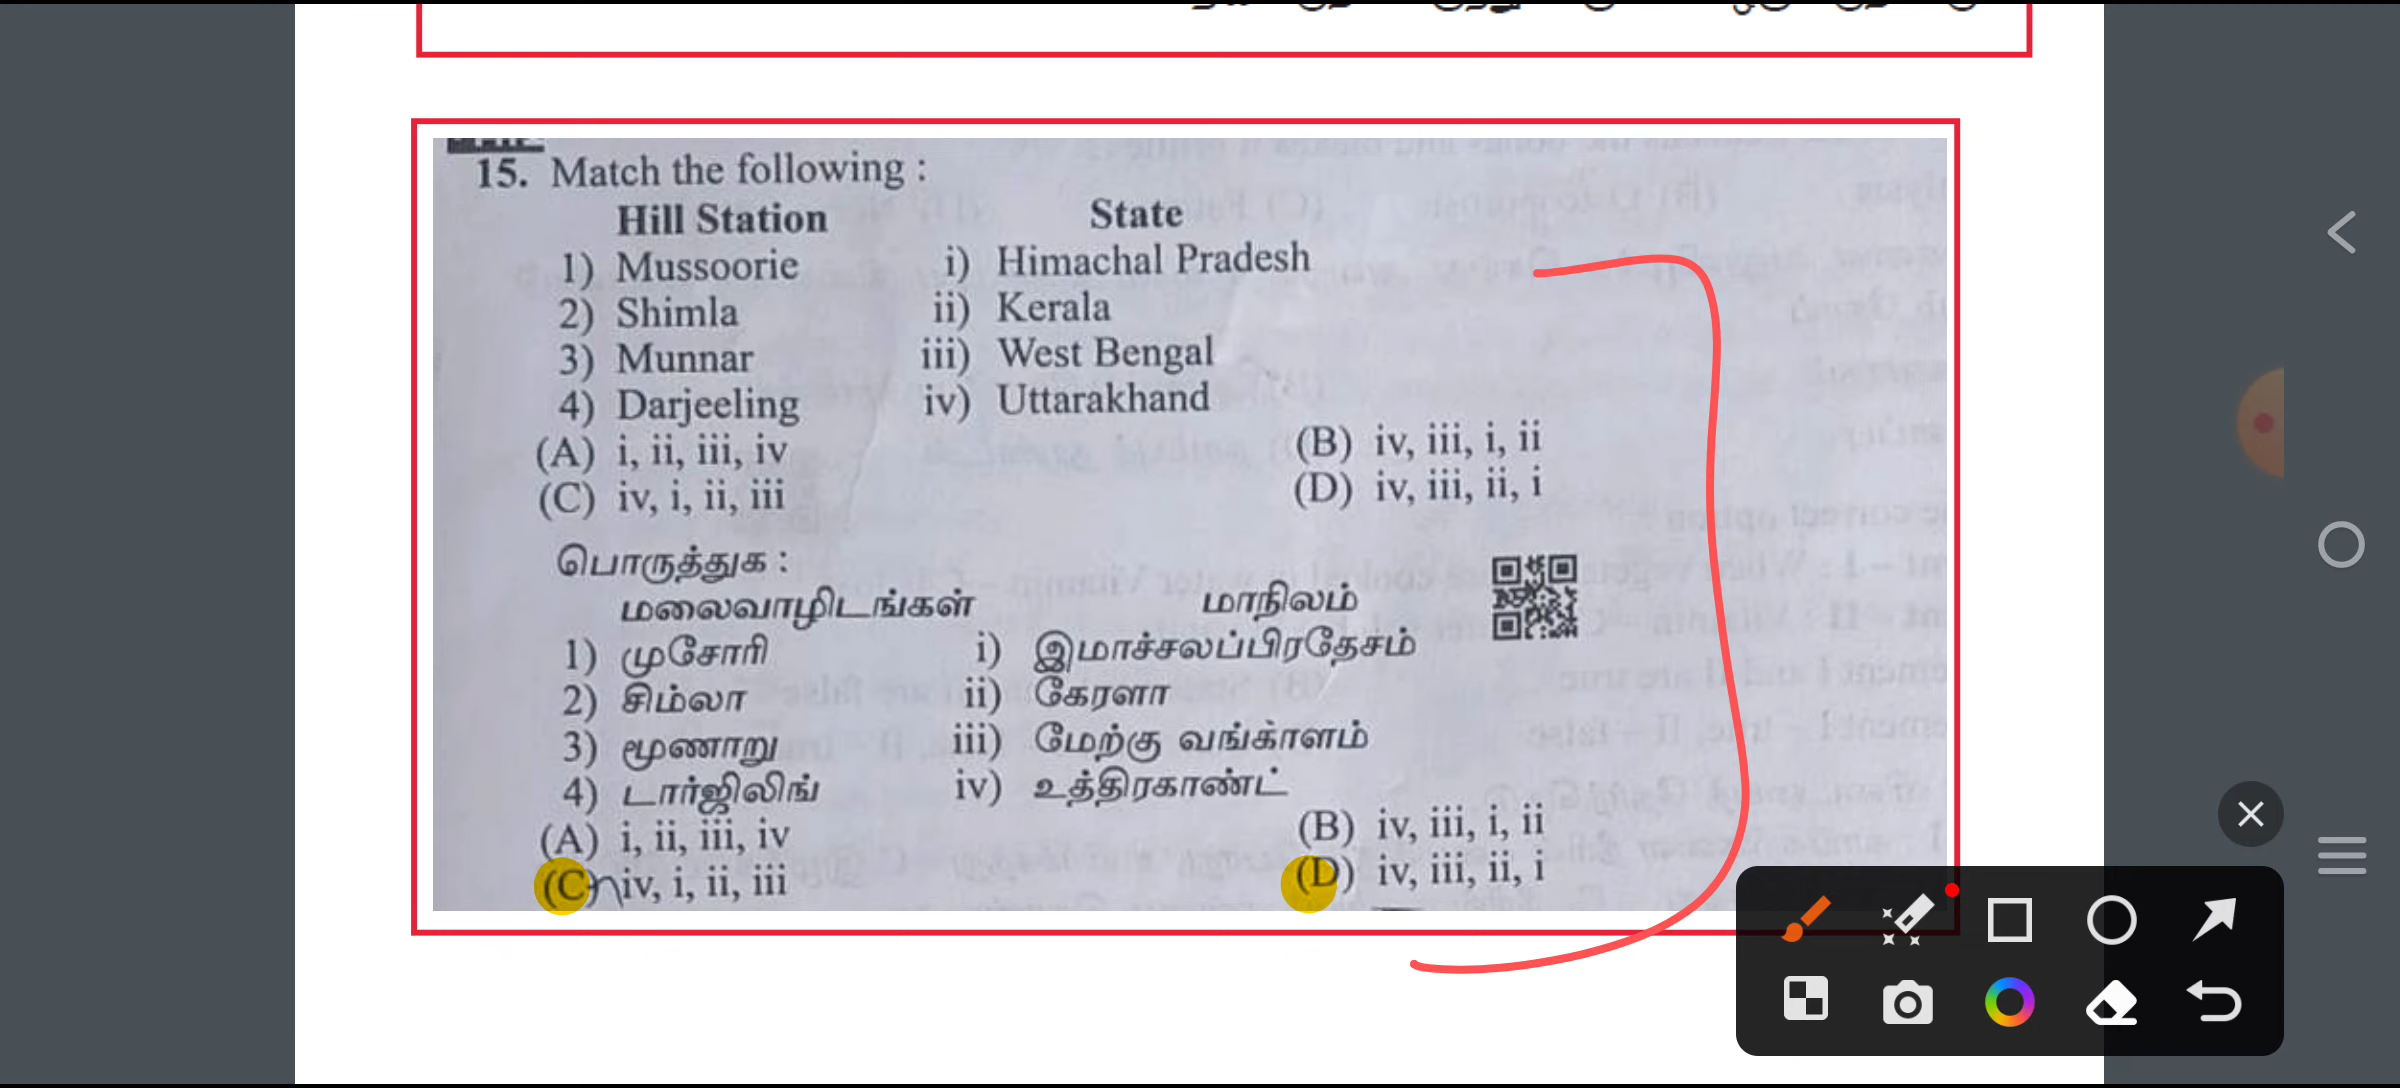 15. Match the following :
Hill Station State
1) Mussoorie i) Himachal Pradesh
2) Shimla ii) Kerala
3) Munnar iii) West Bengal
4) Darjeeling iv) Uttarakhand
(A) i, ii, iii, iv (B) iv, iii, i, ii
(C) iv, i, ii, iii (D) iv, iii, ii, i
பொருத்துக :
மலைவாழிடங்கள் மாநிலம்
1) முசோரி i) இமாச்சலப்பிரதேசம்
2) சிம்லா ii) கேரளா
3) மூணாறு iii) மேற்கு வங்காளம்
4) டார்ஜிலிங் iv) உத்திரகாண்ட்
(A) i, ii, iii, iv (B) iv, iii, i, ii
(C) iv, i, ii, iii (D) iv, iii, ii, i